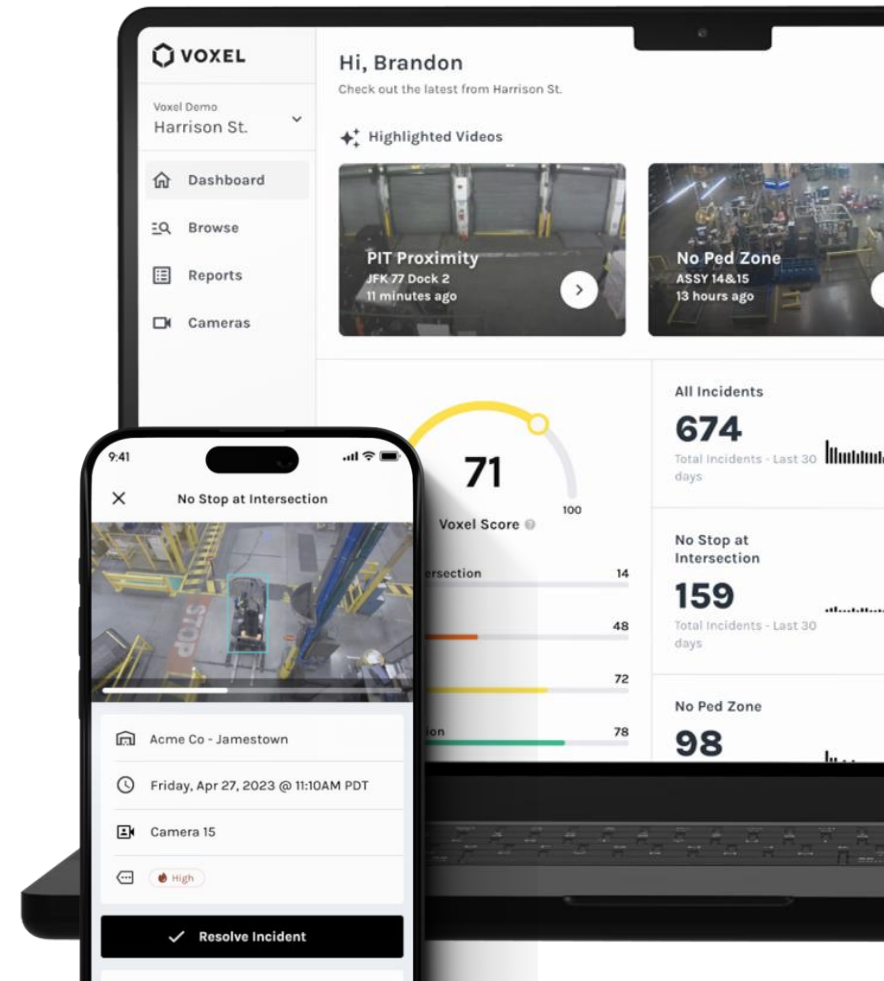 VOXEL
Voxel Demo
Harrison St.
Dashboard
Browse
Reports
Cameras
Hi, Brandon
Check out the latest from Harrison St.
Highlighted Videos
PIT Proximity
JFK 77 Dock 2
11 minutes ago
No Ped Zone
ASSY 14&15
13 hours ago
71
100
Voxel Score
ersection
14
48
72
ion
78
All Incidents
674
Total Incidents - Last 30
days
No Stop at
Intersection
159
Total Incidents - Last 30
days
No Ped Zone
98
9:41
No Stop at Intersection
STOP
Acme Co - Jamestown
Friday, Apr 27, 2023 @ 11:10AM PDT
Camera 15
High
Resolve Incident